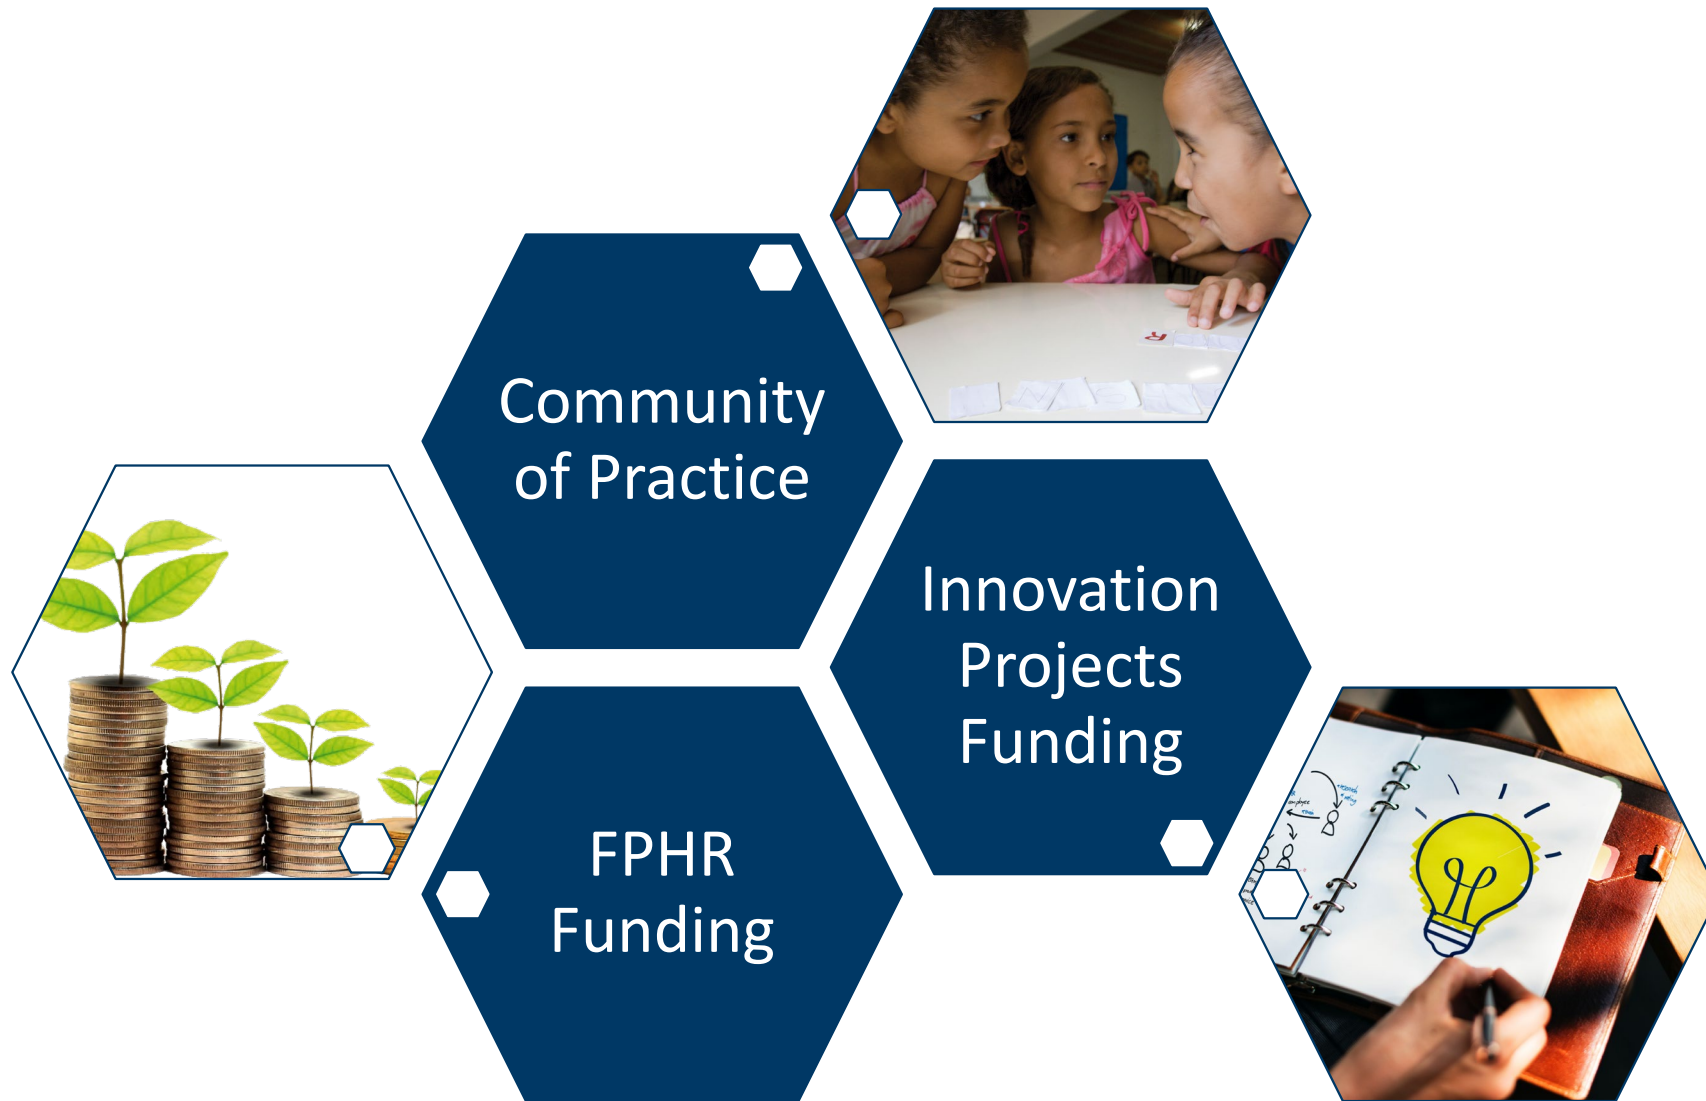 Community
of Practice
Innovation
Projects
Funding
FPHR
Funding
R